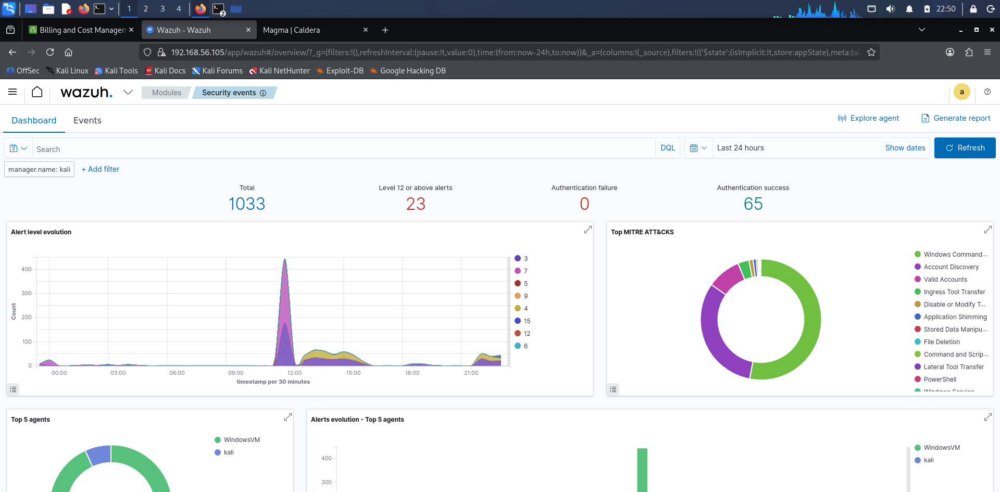 1 2 3 4 2 22:50
Billing and Cost Managem Wazuh - Wazuh Magma | Caldera
192.168.56.105/app/wazuh#/overview/?_g=(filters:!(),refreshInterval:(pause:!t,value:0),time:(from:now-24h,to:now))&_a=(columns:!(_source),filters:!(('$state':(isImplicit:!t,store:appState),meta:(ali
OffSec Kali Linux Kali Tools Kali Docs Kali Forums Kali NetHunter Exploit-DB Google Hacking DB
wazuh. Modules Security events a
Dashboard Events Explore agent Generate report
Search DQL Last 24 hours Show dates Refresh
manager.name: kali + Add filter
Total Level 12 or above alerts Authentication failure Authentication success
1033 23 0 65
Alert level evolution
Count
400
300
200
100
0
00:00 03:00 06:00 09:00 12:00 15:00 18:00 21:00
timestamp per 30 minutes
3
7
5
9
4
15
12
6
Top MITRE ATT&CKS
Windows Command...
Account Discovery
Valid Accounts
Ingress Tool Transfer
Disable or Modify T...
Application Shimming
Stored Data Manipu...
File Deletion
Command and Scrip...
Lateral Tool Transfer
PowerShell
Windows Service
Top 5 agents
WindowsVM
kali
Alerts evolution - Top 5 agents
400
300
WindowsVM
kali